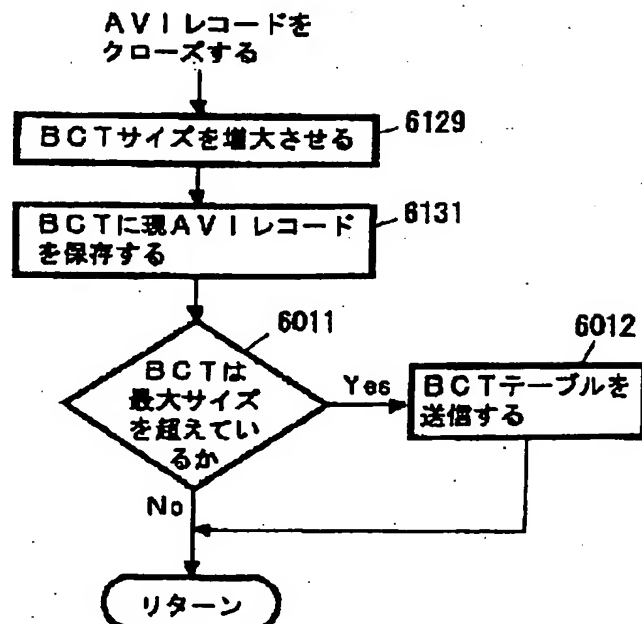 AVIレコードを
クローズする
BCTサイズを増大させる
6129
BCTに現AVIレコード
を保存する
6131
6011
BCTは
最大サイズ
を超えてい
るか
Yes
6012
BCTテーブルを
送信する
No
リターン